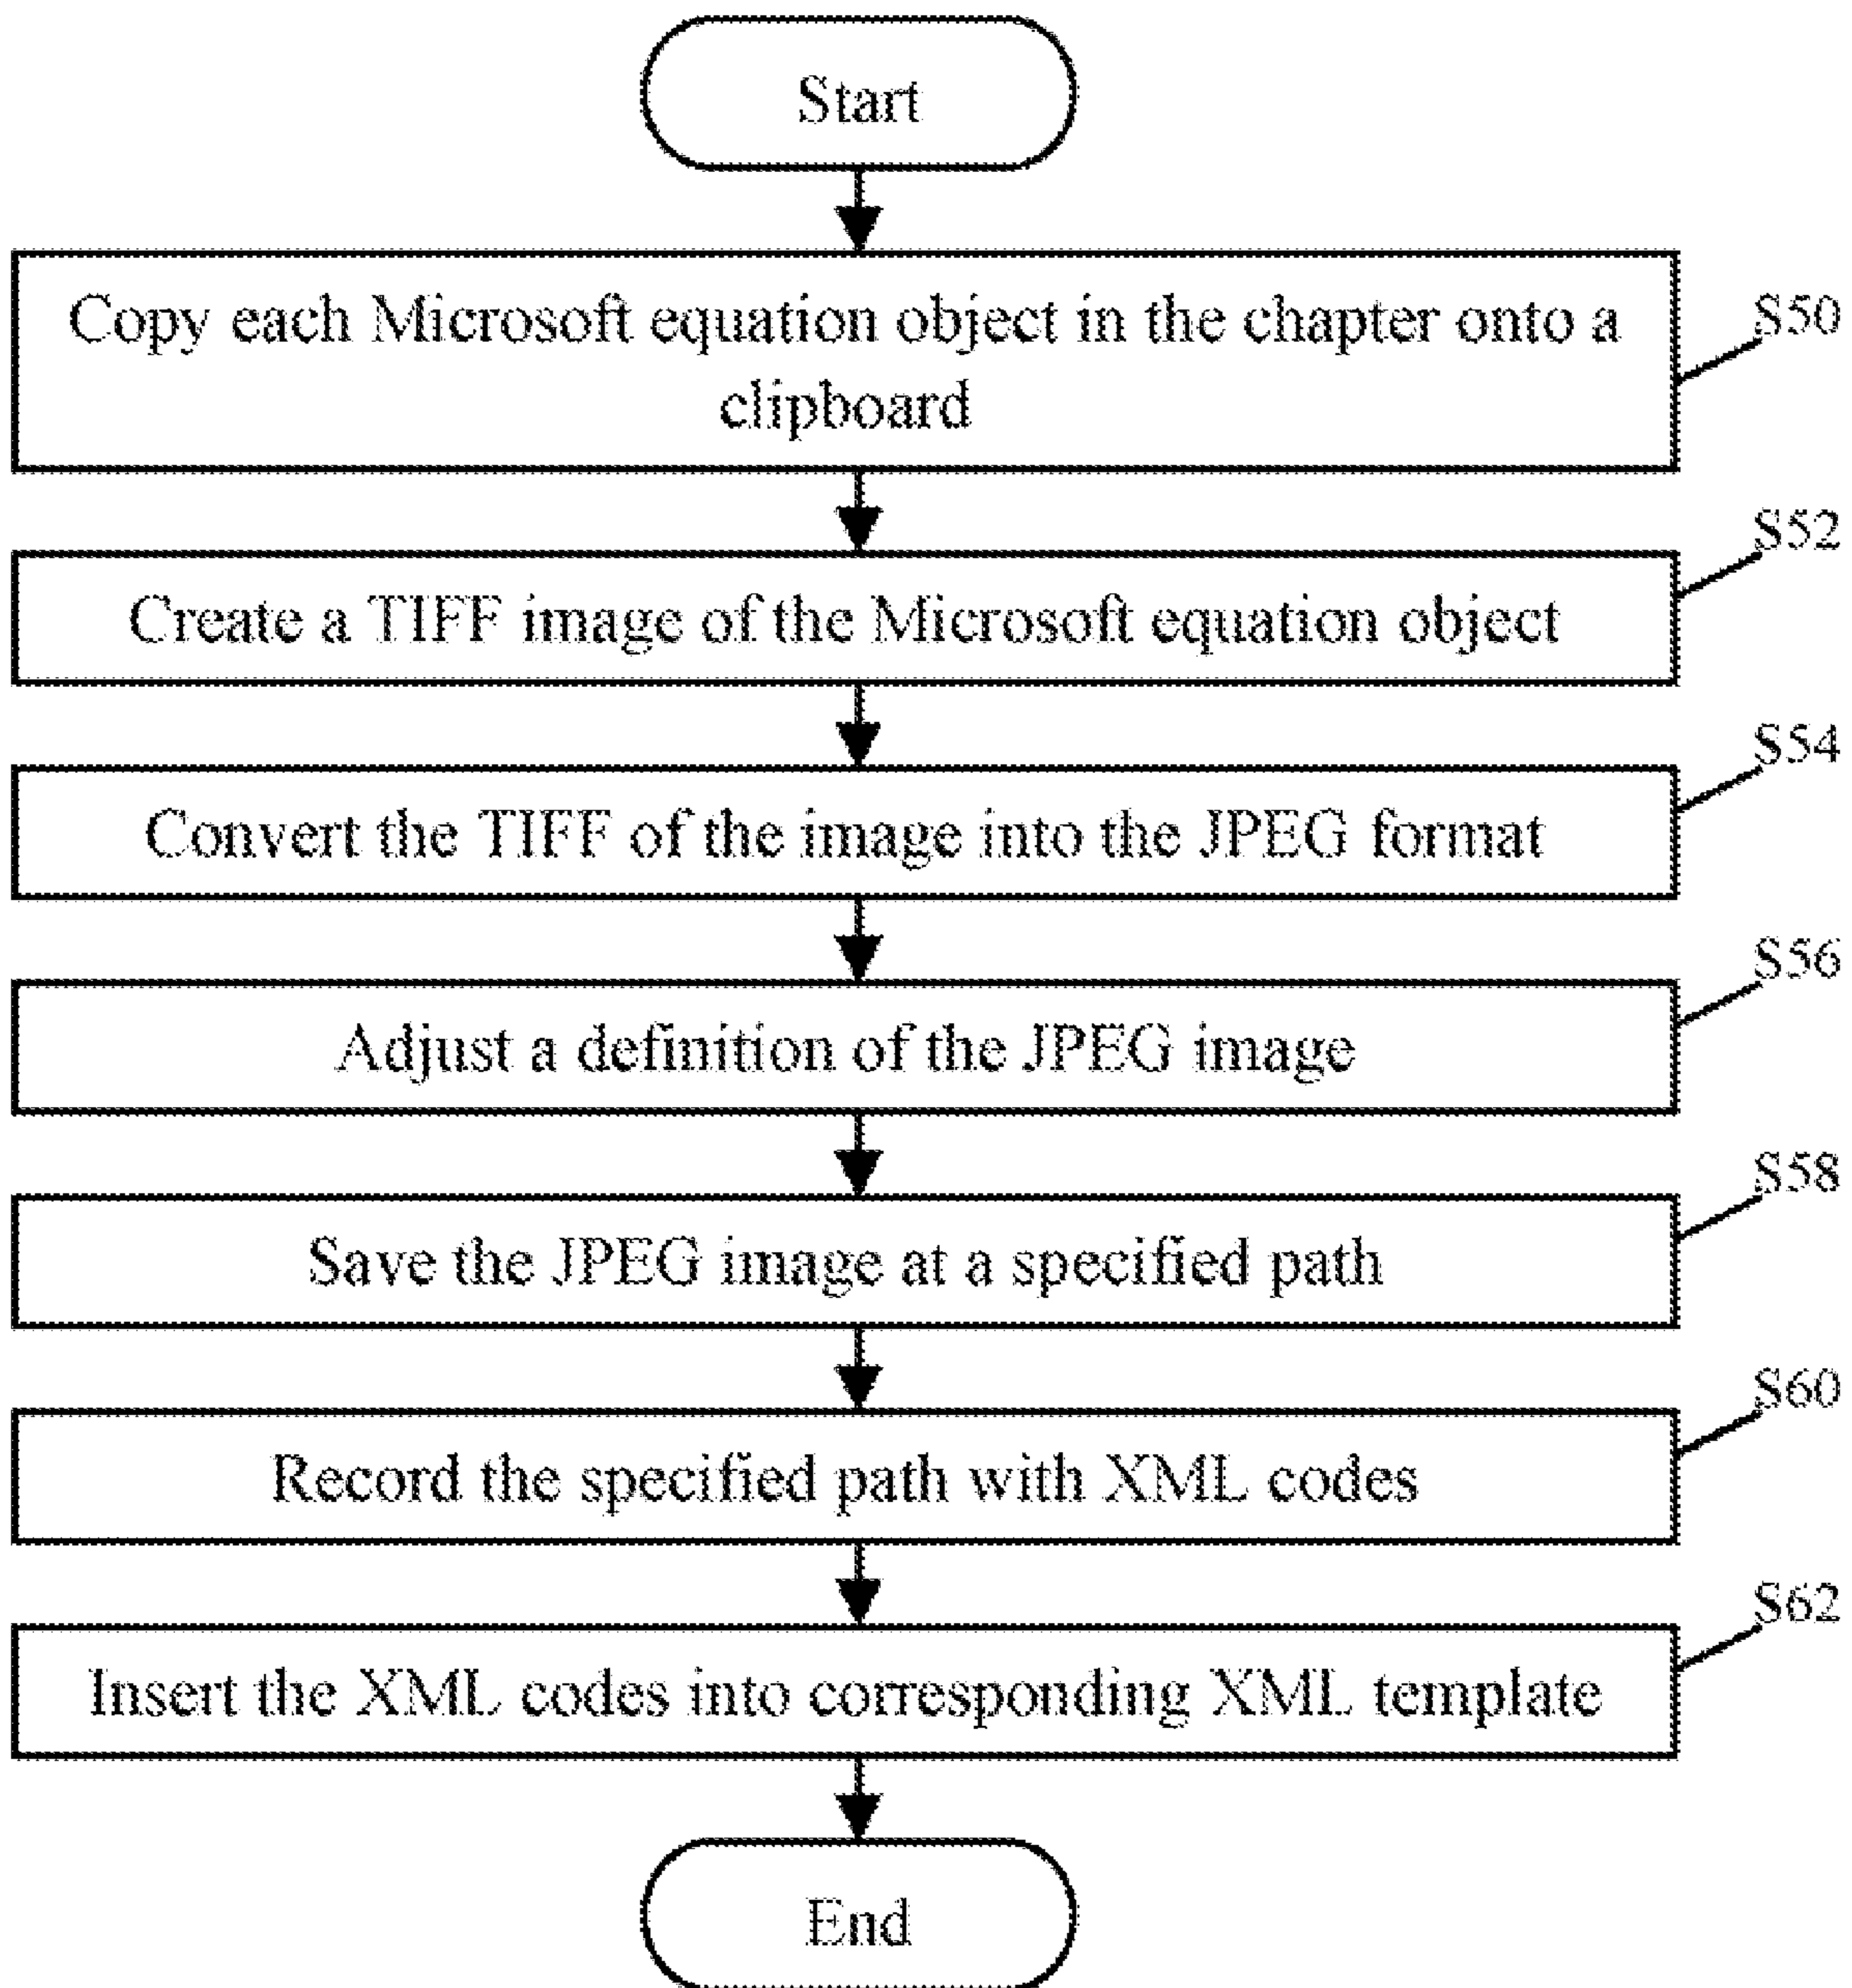 Start
Copy each Microsoft equation object in the chapter onto a
clipboard
S50
Create a TIFF image of the Microsoft equation object
S52
Convert the TIFF of the image into the JPEG format
S54
Adjust a definition of the JPEG image
S56
Save the JPEG image at a specified path
S58
Record the specified path with XML codes
S60
Insert the XML codes into corresponding XML template
S62
End